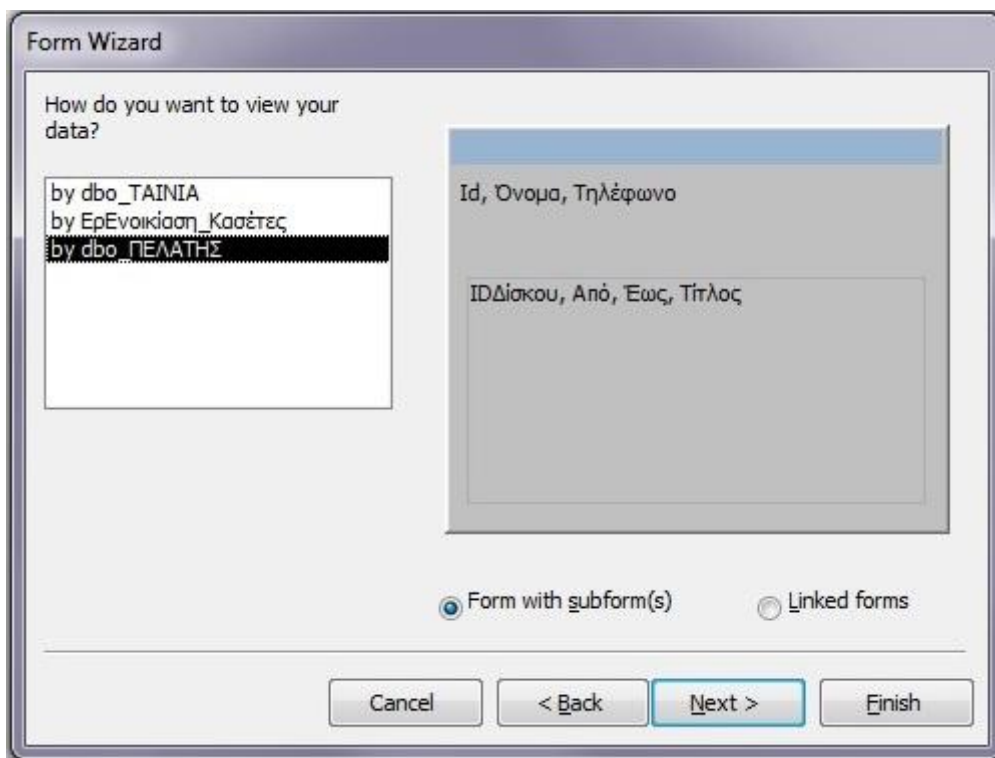 Form Wizard
How do you want to view your
data?
by dbo_ΤΑΙΝΙΑ
by ΕρΕνοικίαση_Κασέτες
by dbo_ΠΕΛΑΤΗΣ
Id, Όνομα, Τηλέφωνο
IDΔίσκου, Από, Έως, Τίτλος
Form with subform(s)
Linked forms
Cancel
< Back
Next >
Finish